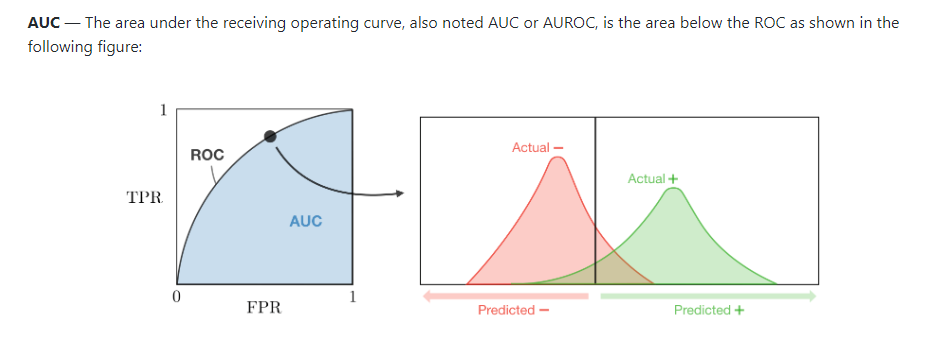 AUC — The area under the receiving operating curve, also noted AUC or AUROC, is the area below the ROC as shown in the
following figure:
1
ROC
TPR
AUC
0
FPR
1
Actual −
Actual +
Predicted −
Predicted +